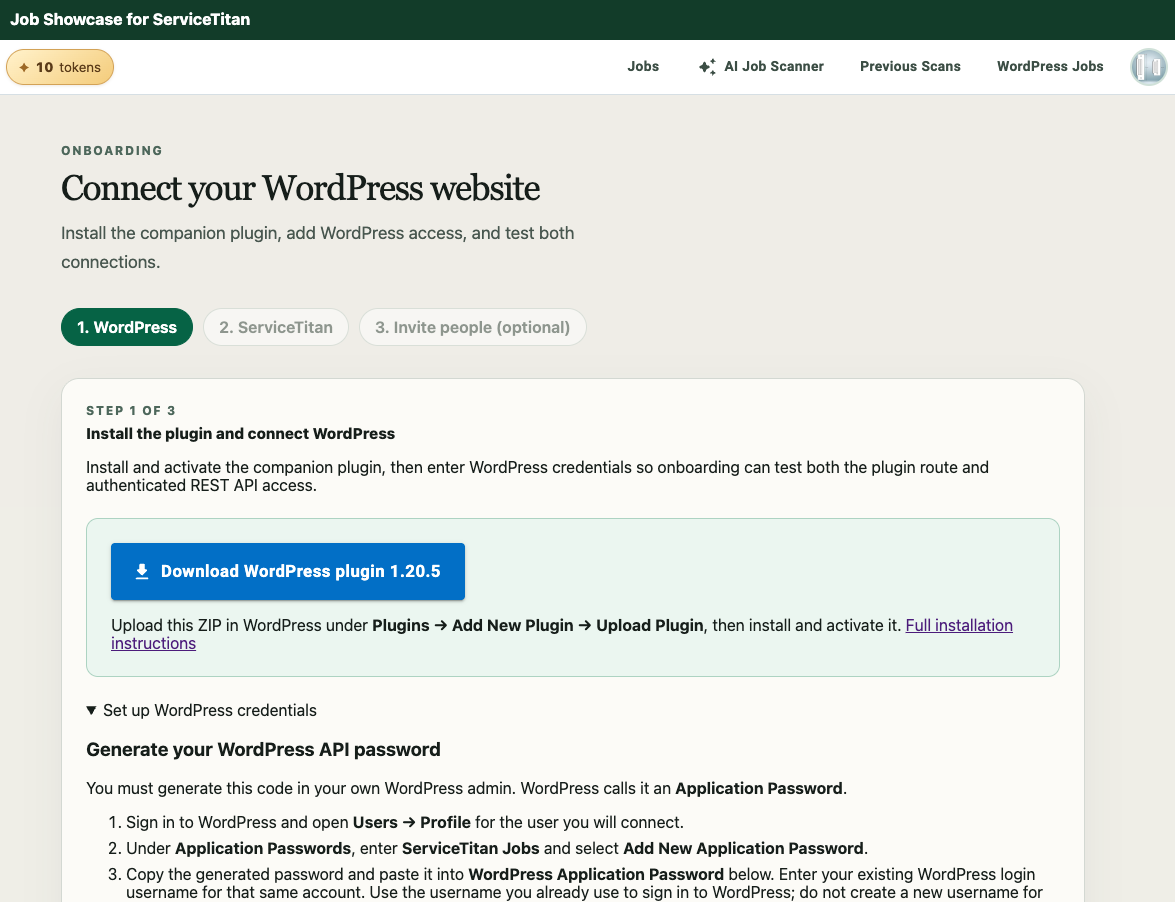 Job Showcase for ServiceTitan
10 tokens
Jobs
AI Job Scanner
Previous Scans
WordPress Jobs
ONBOARDING
Connect your WordPress website
Install the companion plugin, add WordPress access, and test both
connections.
1. WordPress
2. ServiceTitan
3. Invite people (optional)
STEP 1 OF 3
Install the plugin and connect WordPress
Install and activate the companion plugin, then enter WordPress credentials so onboarding can test both the plugin route and
authenticated REST API access.
Download WordPress plugin 1.20.5
Upload this ZIP in WordPress under Plugins → Add New Plugin → Upload Plugin, then install and activate it. Full installation
instructions
▼ Set up WordPress credentials
Generate your WordPress API password
You must generate this code in your own WordPress admin. WordPress calls it an Application Password.
1. Sign in to WordPress and open Users → Profile for the user you will connect.
2. Under Application Passwords, enter ServiceTitan Jobs and select Add New Application Password.
3. Copy the generated password and paste it into WordPress Application Password below. Enter your existing WordPress login
username for that same account. Use the username you already use to sign in to WordPress; do not create a new username for